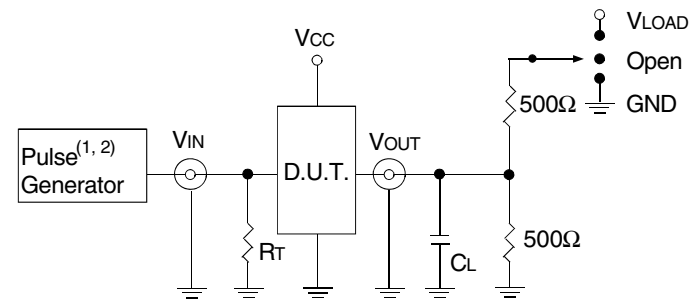 VLOAD
VCC
Open
500Ω
GND
VIN
VOUT
Pulse(1, 2)
Generator
D.U.T.
RT
CL
500Ω